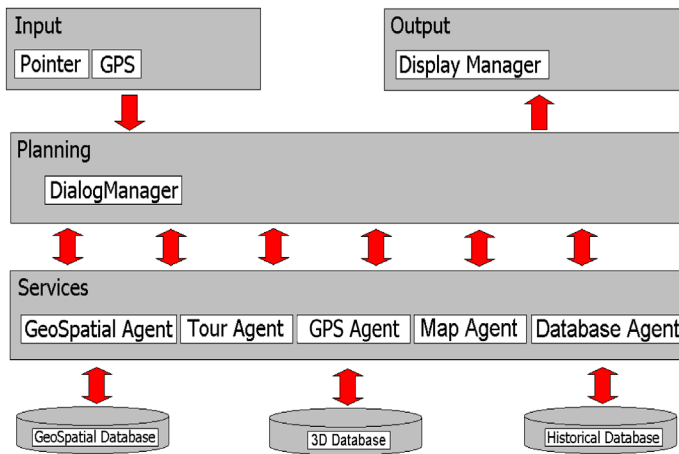 Input
Pointer GPS
Output
Display Manager
Planning
DialogManager
Services
GeoSpatial Agent Tour Agent GPS Agent Map Agent Database Agent
GeoSpatial Database 3D Database Historical Database